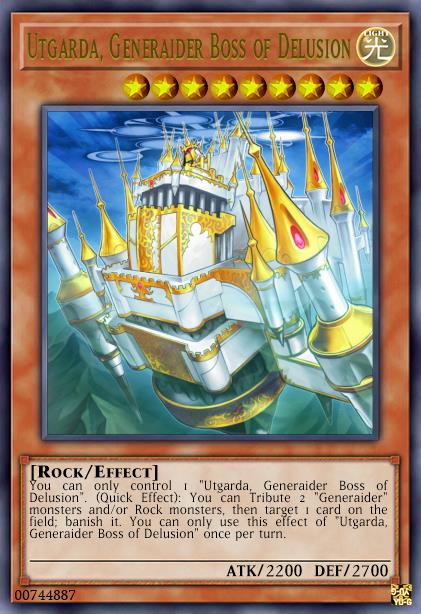 Utgarda, Generaider Boss of Delusion
LIGHT
光
[Rock/Effect]
You can only control 1 "Utgarda, Generaider Boss of
Delusion". (Quick Effect): You can Tribute 2 "Generaider"
monsters and/or Rock monsters, then target 1 card on the
field; banish it. You can only use this effect of "Utgarda,
Generaider Boss of Delusion" once per turn.
ATK/2200 DEF/2700
00744887